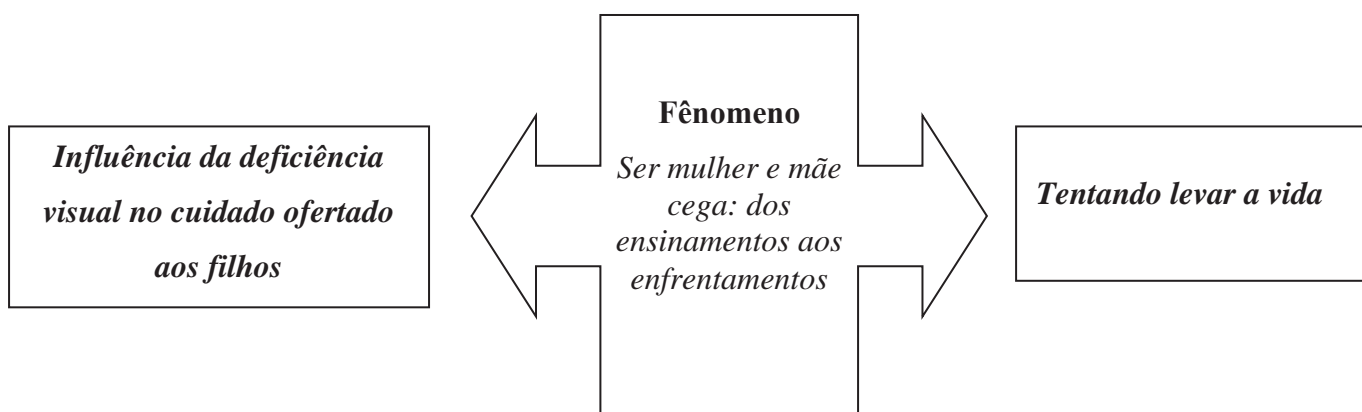 Influência da deficiência
visual no cuidado ofertado
aos filhos
Fênomeno
Ser mulher e mãe
cega: dos
ensinamentos aos
enfrentamentos
Tentando levar a vida